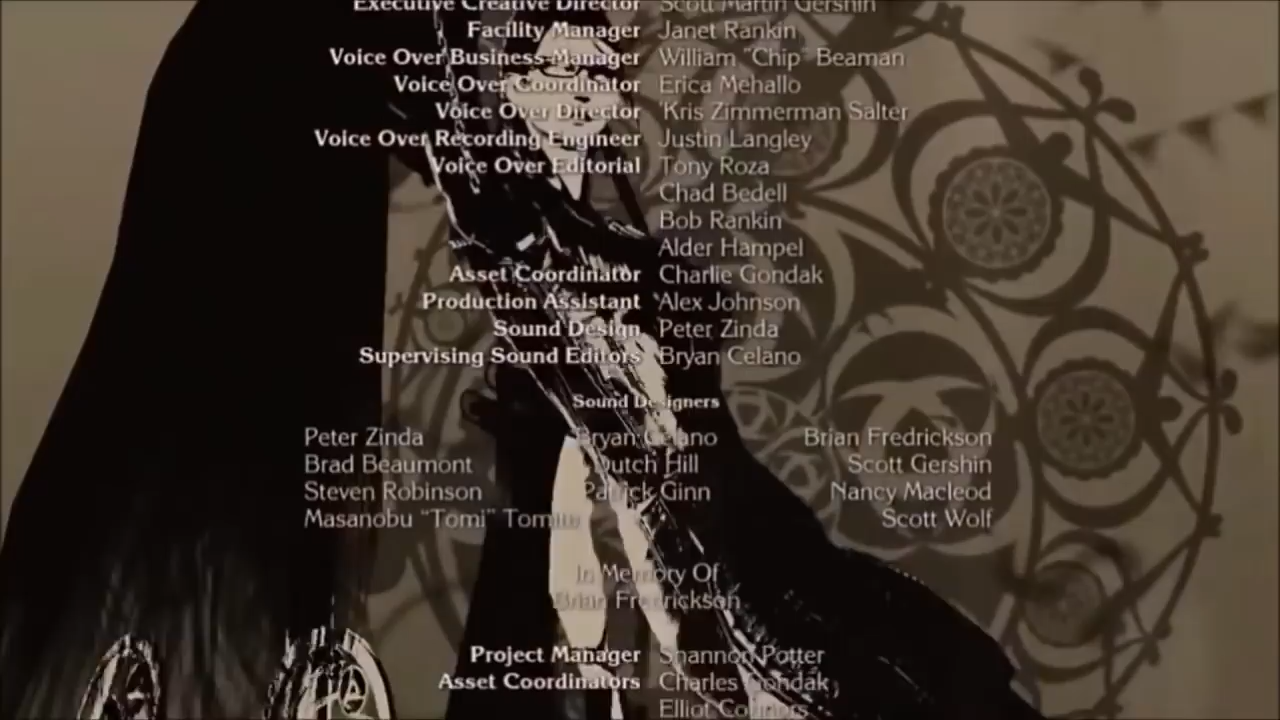 Executive Creative Director Scott Martin Gershin
Facility Manager Janet Rankin
Voice Over Business Manager William "Chip" Beaman
Voice Over Coordinator Erica Mehallo
Voice Over Director 'Kris Zimmerman Salter
Voice Over Recording Engineer Justin Langley
Voice Over Editorial Tony Roza
Chad Bedell
Bob Rankin
Alder Hampel
Asset Coordinator Charlie Gondak
Production Assistant Alex Johnson
Sound Design Peter Zinda
Supervising Sound Editors Bryan Celano
Sound Designers
Peter Zinda Bryan Celano Brian Fredrickson
Brad Beaumont Dutch Hill Scott Gershin
Steven Robinson Patrick Ginn Nancy Macleod
Masanobu "Tomi" Scott Wolf
In Memory Of
Brian Fredrickson
Project Manager Shannon Potter
Asset Coordinators Charles Gondak
Elliot Connors